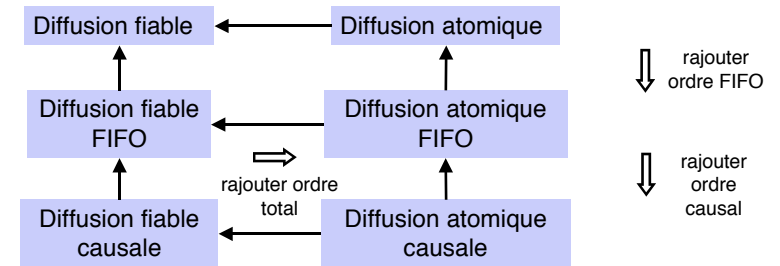 Diffusion fiable
Diffusion atomique
rajouter
ordre FIFO
Diffusion fiable
FIFO
Diffusion atomique
FIFO
rajouter ordre
total
rajouter
ordre
causal
Diffusion fiable
causale
Diffusion atomique
causale